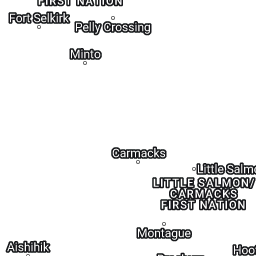 FIRST NATION
Fort Selkirk
Pelly Crossing
Minto
Carmacks
Little Salmo
LITTLE SALMON/
CARMACKS
FIRST NATION
Montague
Aishihik
Hoot